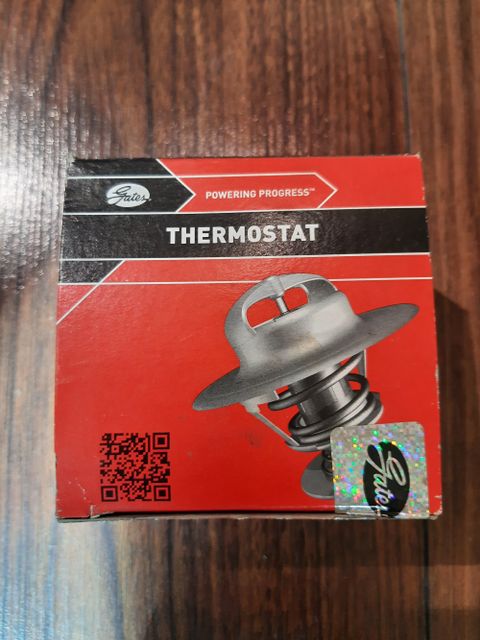 Gates
POWERING PROGRESS™
THERMOSTAT
Gates